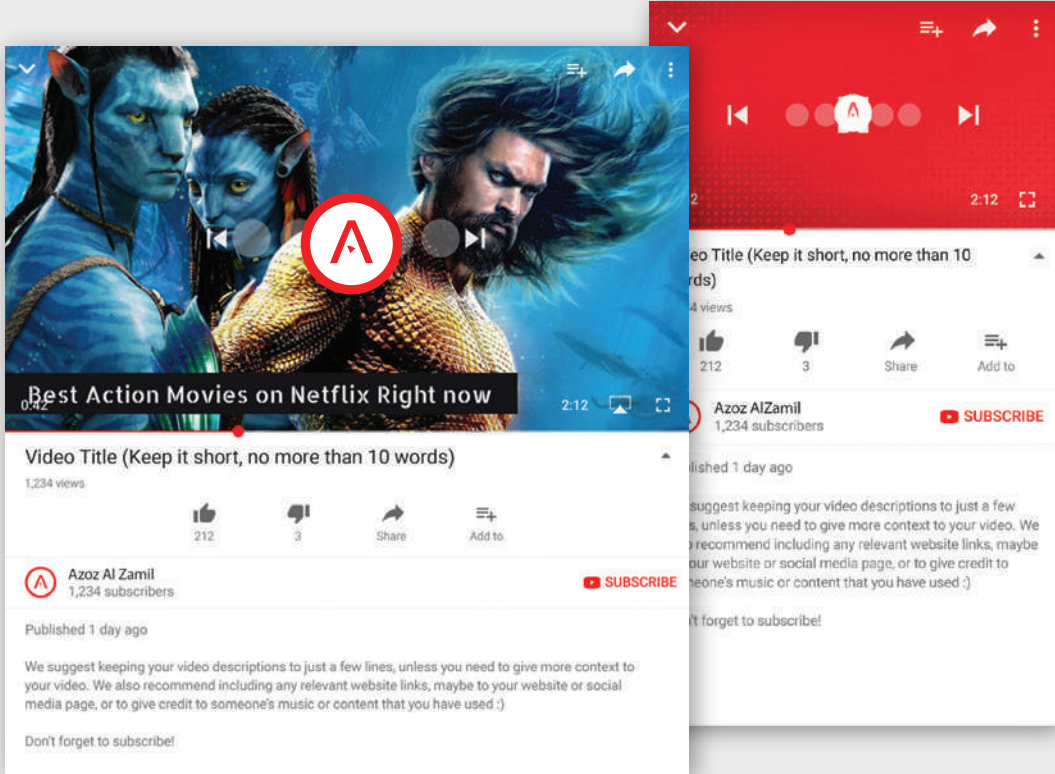 Best Action Movies on Netflix Right now
0:42
2:12
Video Title (Keep it short, no more than 10 words)
1,234 views
212
3
Share
Add to
Azoz Al Zamil
1,234 subscribers
SUBSCRIBE
Published 1 day ago
We suggest keeping your video descriptions to just a few lines, unless you need to give more context to
your video. We also recommend including any relevant website links, maybe to your website or social
media page, or to give credit to someone's music or content that you have used :)
Don't forget to subscribe!
2
2:12
eo Title (Keep it short, no more than 10
rds)
4 views
212
3
Share
Add to
Azoz AlZamil
1,234 subscribers
SUBSCRIBE
lished 1 day ago
suggest keeping your video descriptions to just a few
s, unless you need to give more context to your video. We
recommend including any relevant website links, maybe
our website or social media page, or to give credit to
eone's music or content that you have used :)
't forget to subscribe!